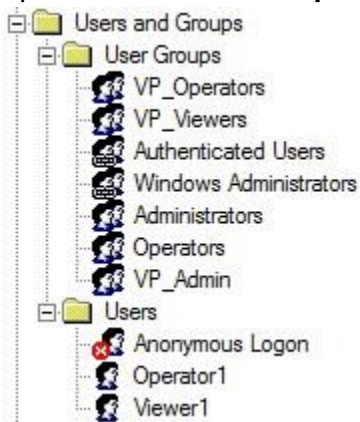 Users and Groups
User Groups
VP_Operators
VP_Viewers
Authenticated Users
Windows Administrators
Administrators
Operators
VP_Admin
Users
Anonymous Logon
Operator1
Viewer1